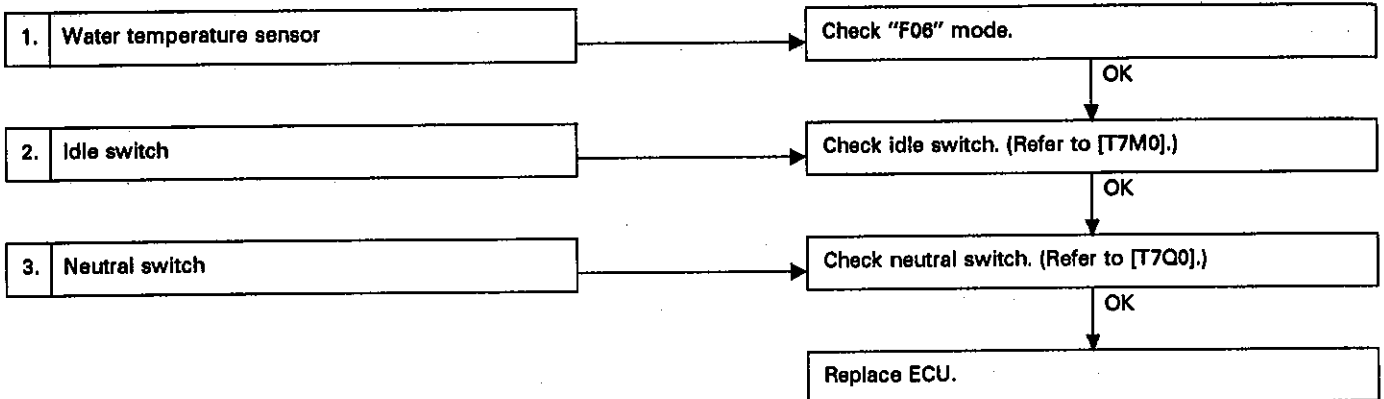 1. Water temperature sensor
Check "F06" mode.
OK
2. Idle switch
Check idle switch. (Refer to [T7M0].)
OK
3. Neutral switch
Check neutral switch. (Refer to [T7Q0].)
OK
Replace ECU.